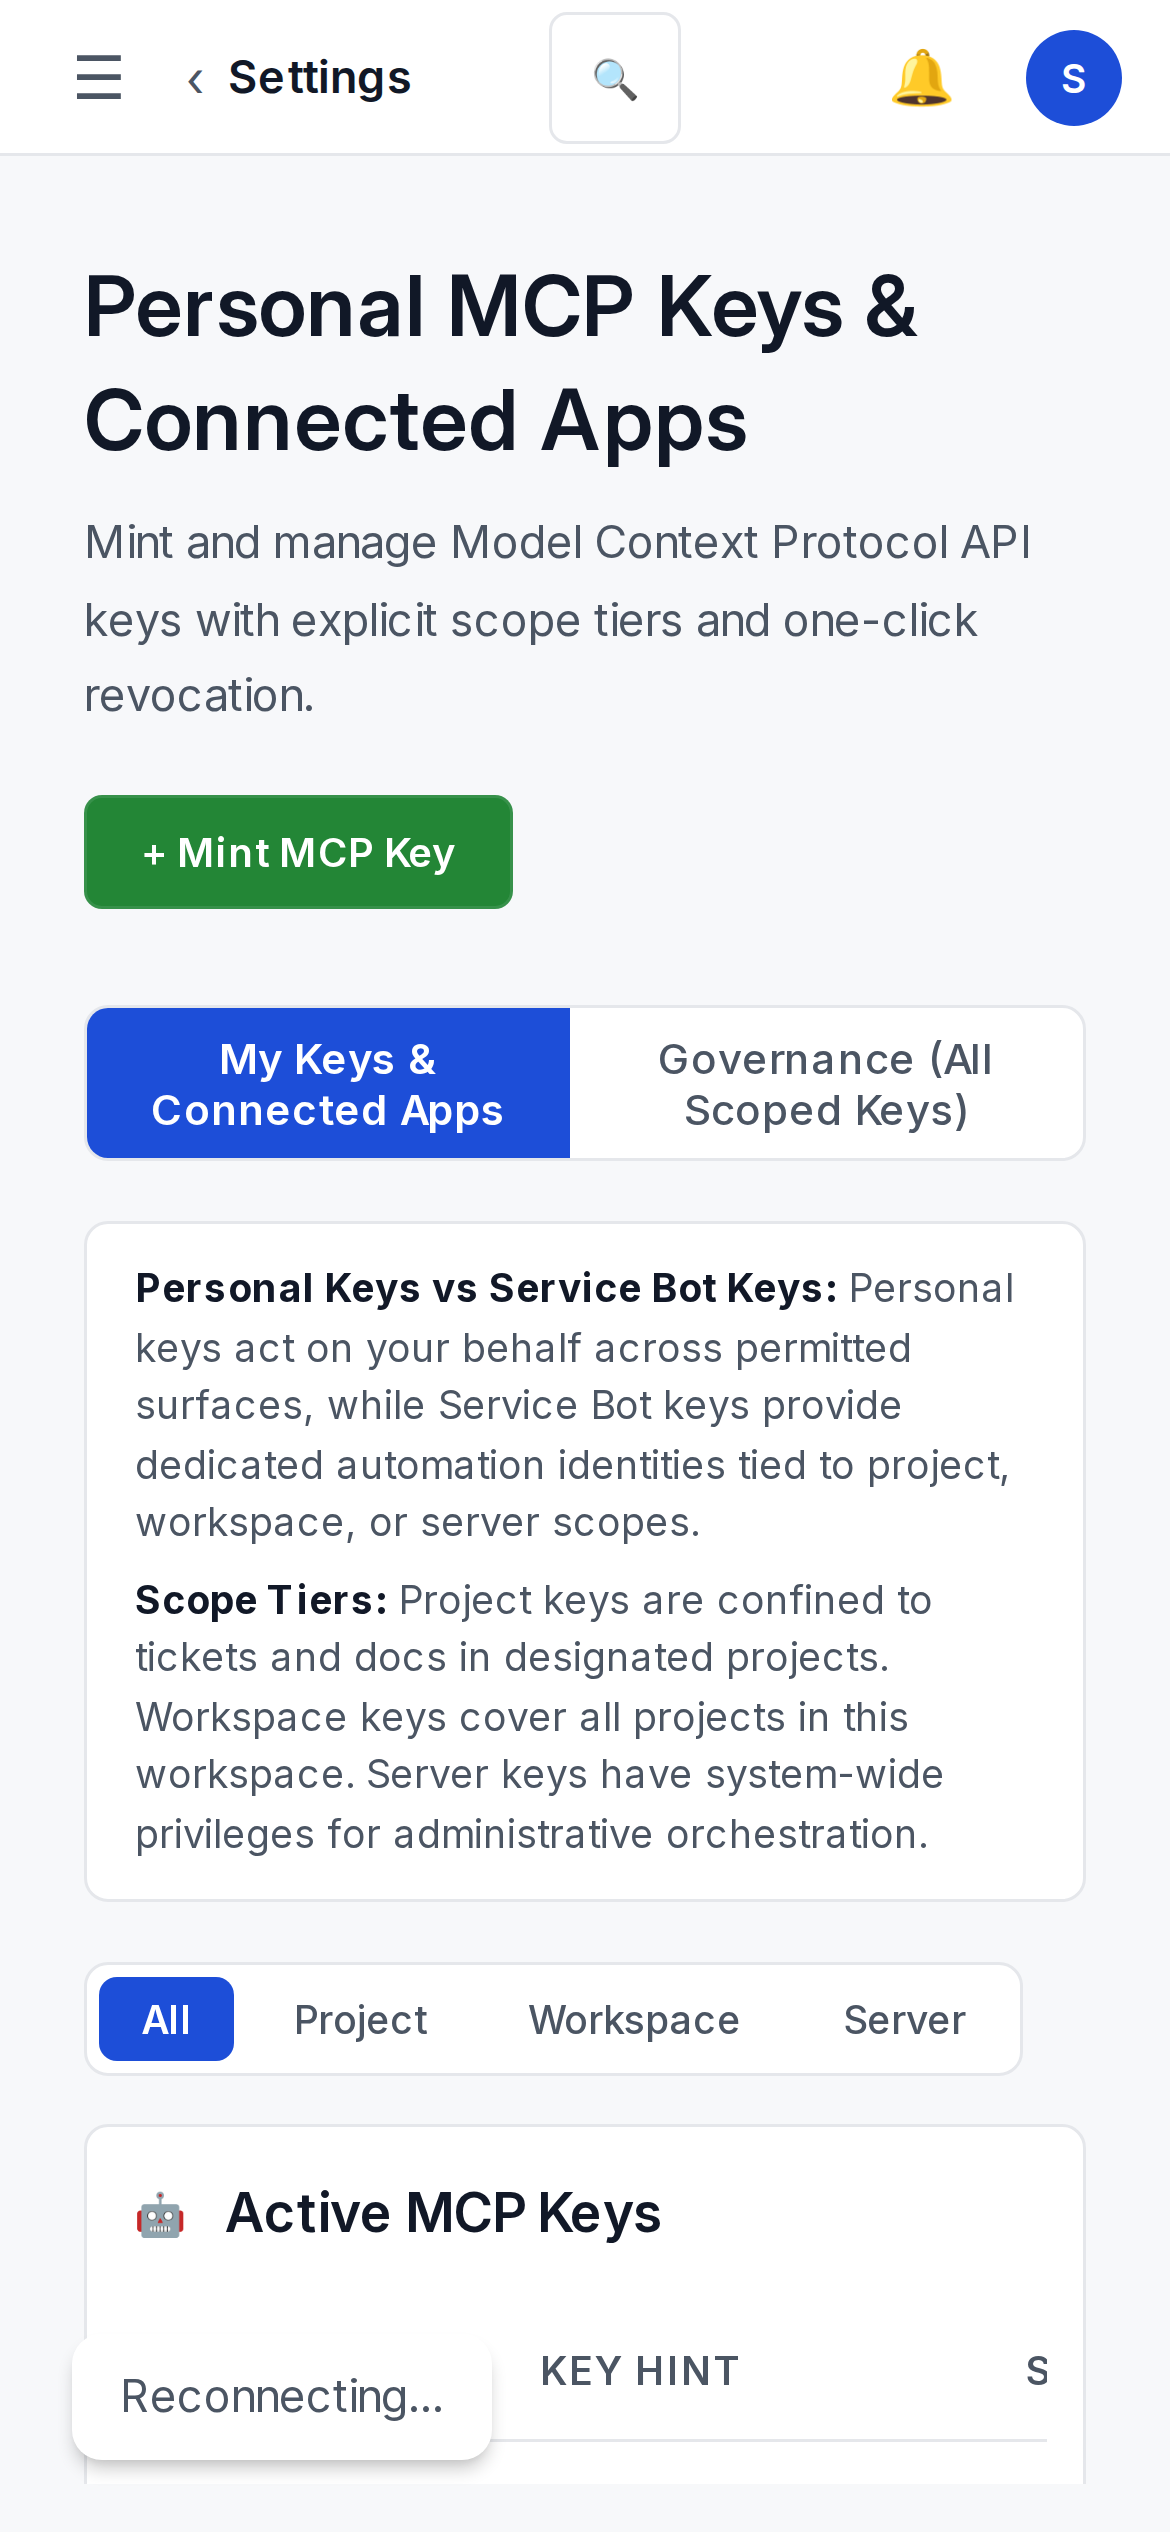 ‹ Settings
S
Personal MCP Keys &
Connected Apps
Mint and manage Model Context Protocol API
keys with explicit scope tiers and one-click
revocation.
+ Mint MCP Key
My Keys &
Connected Apps
Governance (All
Scoped Keys)
Personal Keys vs Service Bot Keys: Personal
keys act on your behalf across permitted
surfaces, while Service Bot keys provide
dedicated automation identities tied to project,
workspace, or server scopes.
Scope Tiers: Project keys are confined to
tickets and docs in designated projects.
Workspace keys cover all projects in this
workspace. Server keys have system-wide
privileges for administrative orchestration.
All Project Workspace Server
Active MCP Keys
KEY HINT S
Reconnecting...